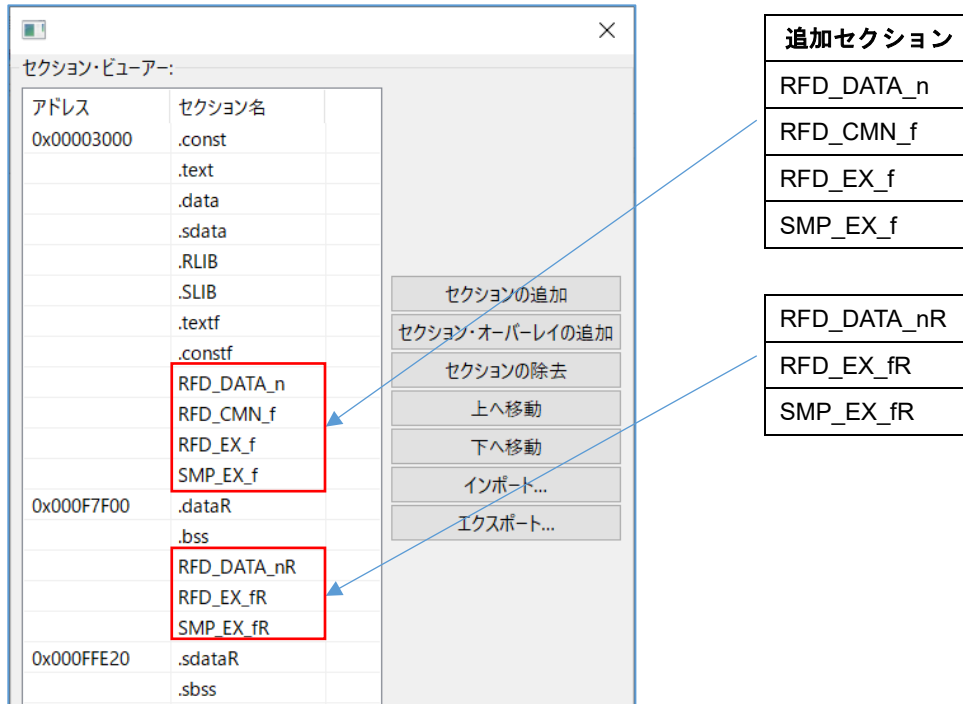 セクション・ビューアー:
アドレス セクション名
0x00003000 .const
.text
.data
.sdata
.RLIB
.SLIB
.textf
.constf
RFD_DATA_n
RFD_CMN_f
RFD_EX_f
SMP_EX_f
0x000F7F00 .dataR
.bss
RFD_DATA_nR
RFD_EX_fR
SMP_EX_fR
0x000FFE20 .sdataR
.sbss
セクションの追加
セクション・オーバーレイの追加
セクションの除去
上へ移動
下へ移動
インポート...
エクスポート...
追加セクション
RFD_DATA_n
RFD_CMN_f
RFD_EX_f
SMP_EX_f
RFD_DATA_nR
RFD_EX_fR
SMP_EX_fR